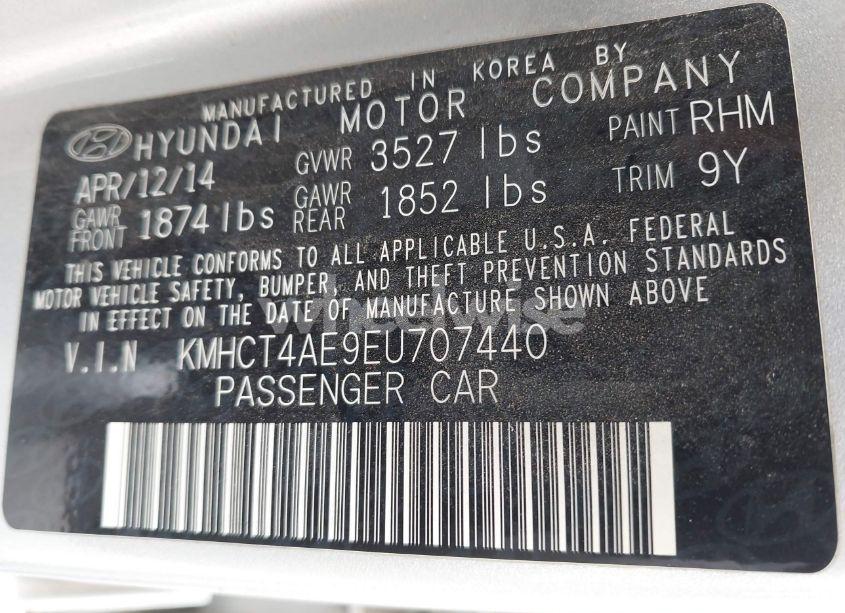 MANUFACTURED IN KOREA BY
HYUNDAI MOTOR COMPANY
APR/12/14 GVWR 3527 lbs PAINT RHM
GAWR FRONT 1874 lbs GAWR REAR 1852 lbs TRIM 9Y
THIS VEHICLE CONFORMS TO ALL APPLICABLE U.S.A. FEDERAL
MOTOR VEHICLE SAFETY, BUMPER, AND THEFT PREVENTION STANDARDS
IN EFFECT ON THE DATE OF MANUFACTURE SHOWN ABOVE
wheelwise
V.I.N KMHCT4AE9EU707440
PASSENGER CAR